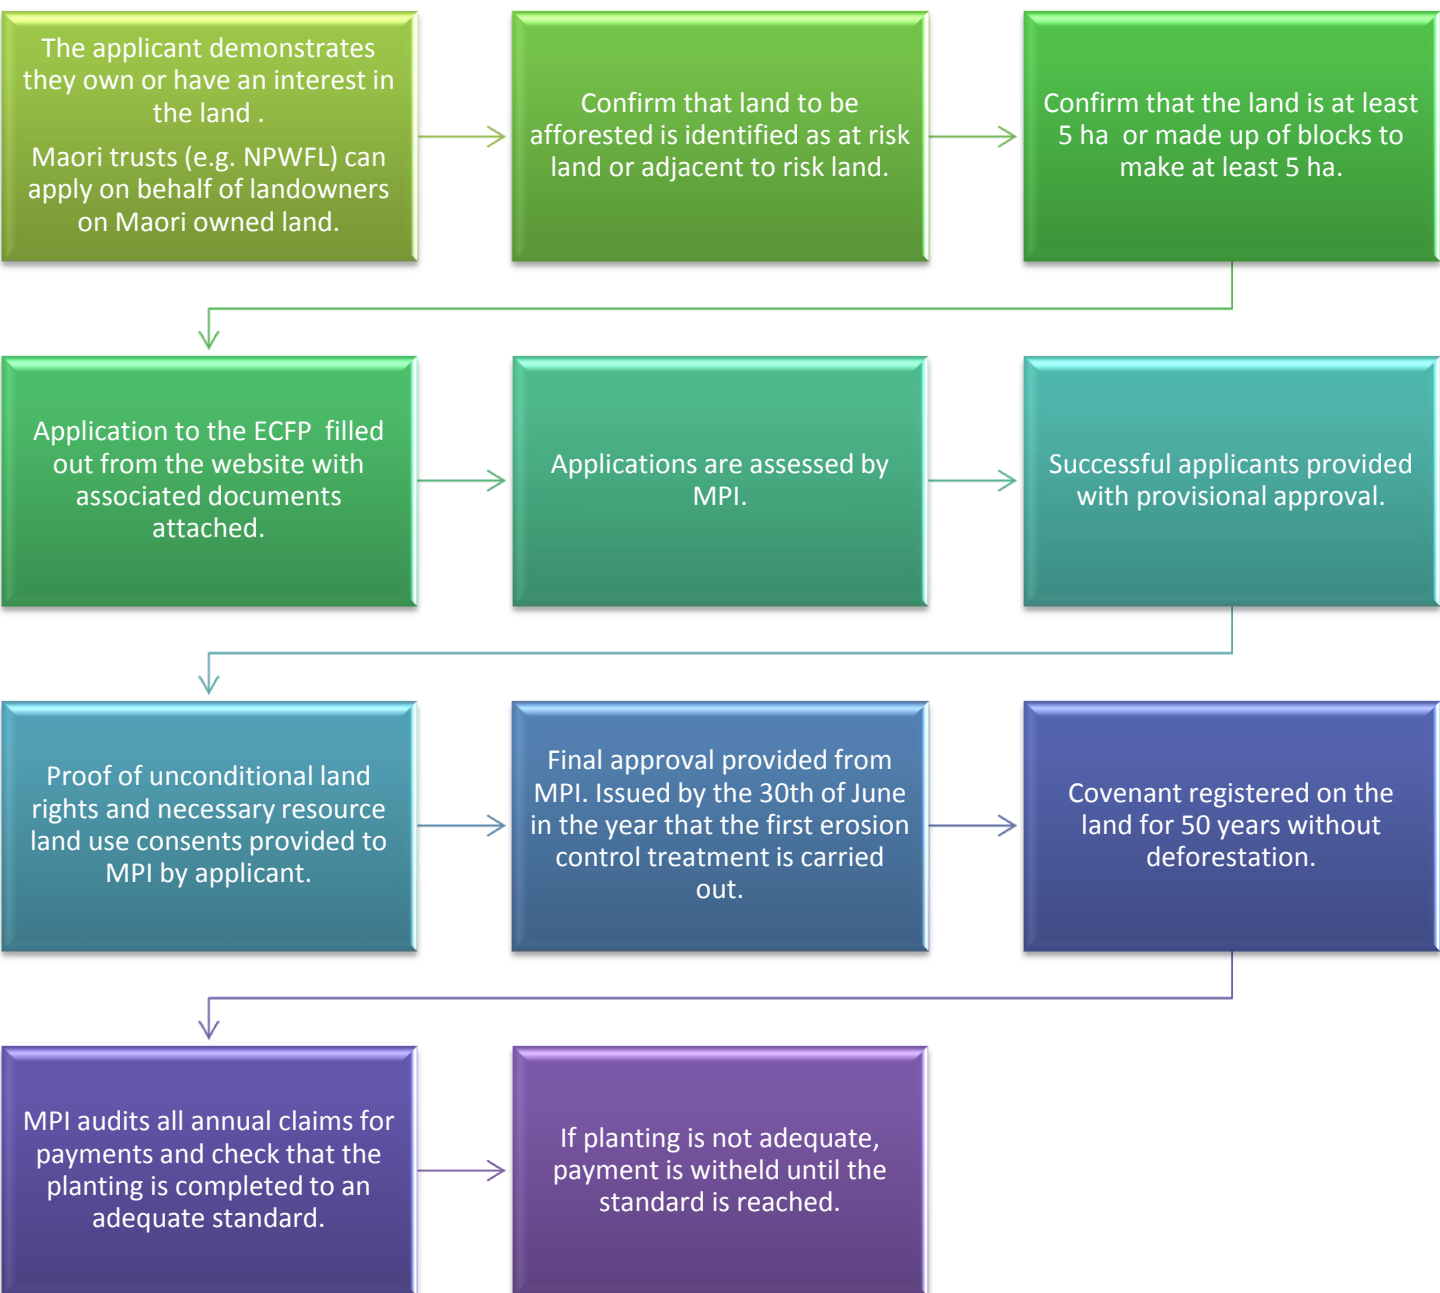 The applicant demonstrates
they own or have an interest in
the land .
Maori trusts (e.g. NPWFL) can
apply on behalf of landowners
on Maori owned land.
Confirm that land to be
afforested is identified as at risk
land or adjacent to risk land.
Confirm that the land is at least
5 ha  or made up of blocks to
make at least 5 ha.
Application to the ECFP  filled
out from the website with
associated documents
attached.
Applications are assessed by
MPI.
Successful applicants provided
with provisional approval.
Proof of unconditional land
rights and necessary resource
land use consents provided to
MPI by applicant.
Final approval provided from
MPI. Issued by the 30th of June
in the year that the first erosion
control treatment is carried
out.
Covenant registered on the
land for 50 years without
deforestation.
MPI audits all annual claims for
payments and check that the
planting is completed to an
adequate standard.
If planting is not adequate,
payment is witheld until the
standard is reached.